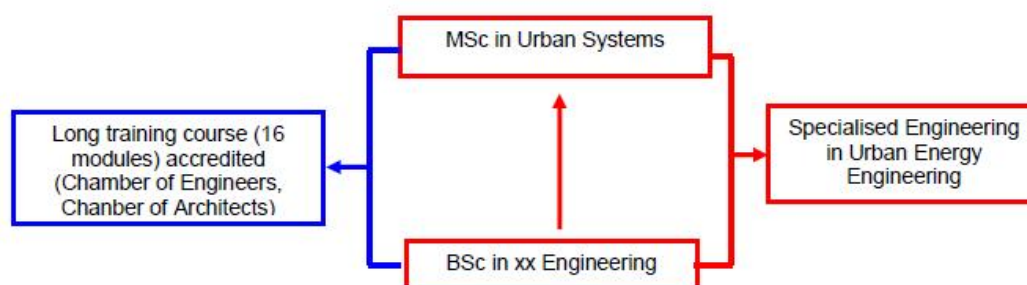 MSc in Urban Systems
Long training course (16
modules) accredited
(Chamber of Engineers,
Chanber of Architects)
Specialised Engineering
in Urban Energy
Engineering
BSc in xx Engineering